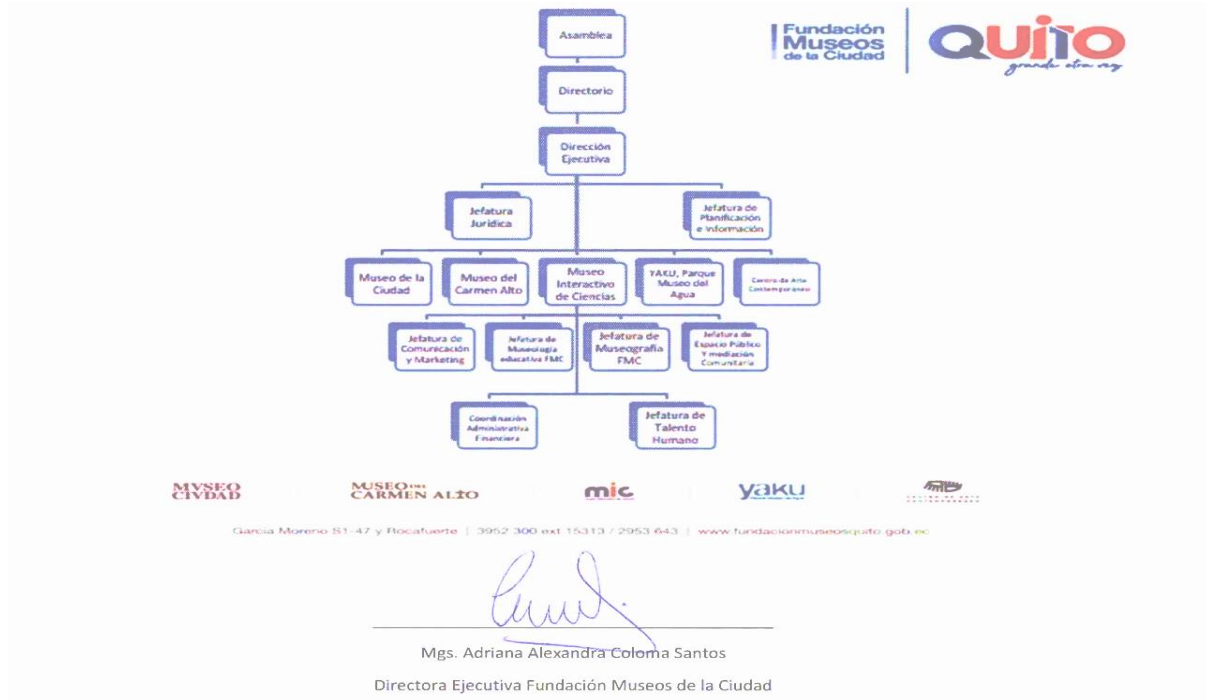 Asamblea
Fundación
Museos
de la Ciudad
QUiTO
grande otra vez
Directorio
Dirección
Ejecutiva
Jefatura
Jurídica
Jefatura de
Planificación
e Información
Museo de la
Ciudad
Museo del
Carmen Alto
Museo
Interactivo
de Ciencias
YAKU, Parque
Museo del
Agua
Centro de Arte
Contemporáneo
Jefatura de
Comunicación
y Marketing
Jefatura de
Museología
educativa FMC
Jefatura de
Museografía
FMC
Jefatura de
Espacio Público
Y mediación
Comunitaria
Coordinación
Administrativa
Financiera
Jefatura de
Talento
Humano
MVSEO
CIVDAD
MUSEO DEL
CARMEN ALTO
mic
yaku
García Moreno S1-47 y Rocafuerte | 3952 300 ext 15313 / 2953 643 | www.fundacionmuseosquito.gob.ec
Mgs. Adriana Alexandra Coloma Santos
Directora Ejecutiva Fundación Museos de la Ciudad